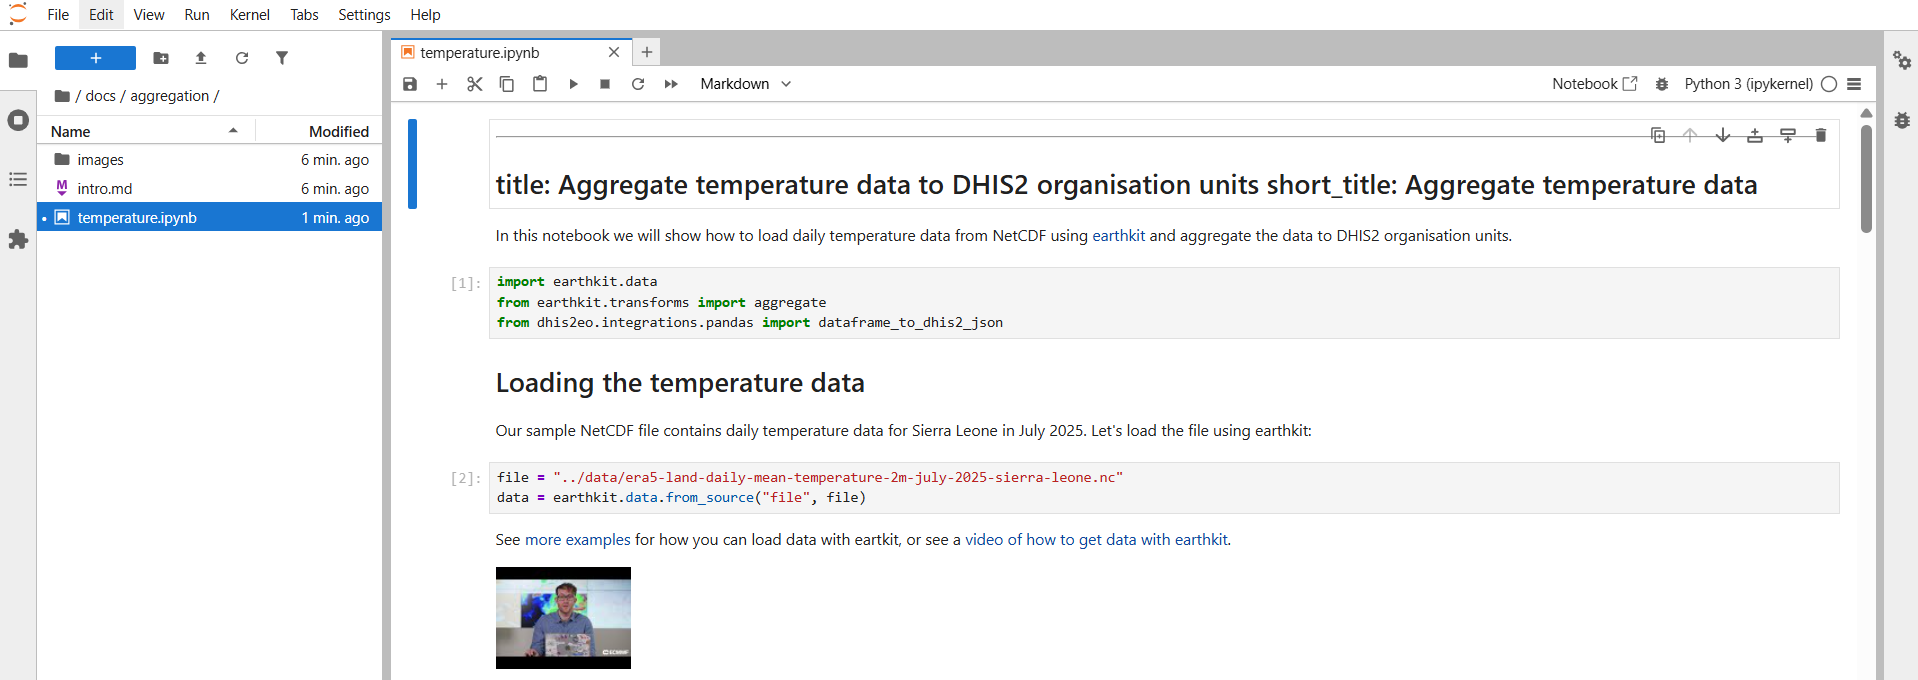 File Edit View Run Kernel Tabs Settings Help
/ docs / aggregation /
Name Modified
images 6 min. ago
intro.md 6 min. ago
temperature.ipynb 1 min. ago
temperature.ipynb
Markdown
Notebook Python 3 (ipykernel)
title: Aggregate temperature data to DHIS2 organisation units short_title: Aggregate temperature data
In this notebook we will show how to load daily temperature data from NetCDF using earthkit and aggregate the data to DHIS2 organisation units.
[1]:
import earthkit.data
from earthkit.transforms import aggregate
from dhis2eo.integrations.pandas import dataframe_to_dhis2_json
Loading the temperature data
Our sample NetCDF file contains daily temperature data for Sierra Leone in July 2025. Let's load the file using earthkit:
[2]:
file = "../data/era5-land-daily-mean-temperature-2m-july-2025-sierra-leone.nc"
data = earthkit.data.from_source("file", file)
See more examples for how you can load data with eartkit, or see a video of how to get data with earthkit.
ECMWF